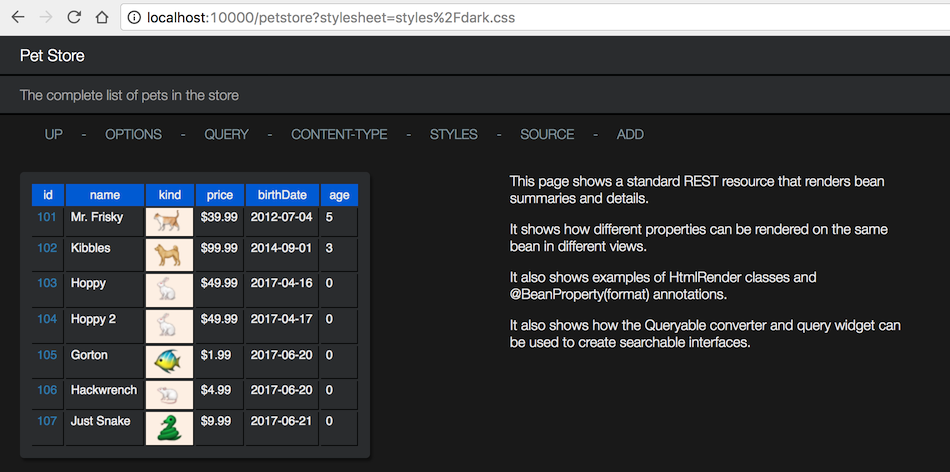 localhost:10000/petstore?stylesheet=styles%2Fdark.css
Pet Store
The complete list of pets in the store
UP - OPTIONS - QUERY - CONTENT-TYPE - STYLES - SOURCE - ADD
id name kind price birthDate age
101 Mr. Frisky $39.99 2012-07-04 5
102 Kibbles $99.99 2014-09-01 3
103 Hoppy $49.99 2017-04-16 0
104 Hoppy 2 $49.99 2017-04-17 0
105 Gorton $1.99 2017-06-20 0
106 Hackwrench $4.99 2017-06-20 0
107 Just Snake $9.99 2017-06-21 0
This page shows a standard REST resource that renders bean
summaries and details.
It shows how different properties can be rendered on the same
bean in different views.
It also shows examples of HtmlRender classes and
@BeanProperty(format) annotations.
It also shows how the Queryable converter and query widget can
be used to create searchable interfaces.